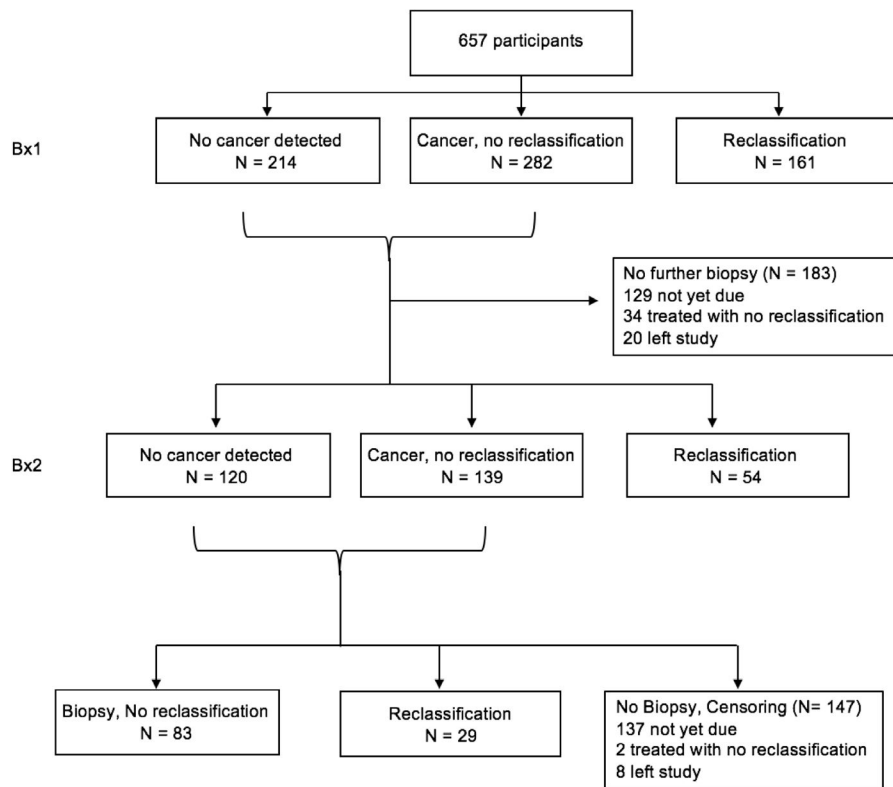 657 participants
Bx1
No cancer detected
N = 214
Cancer, no reclassification
N = 282
Reclassification
N = 161
No further biopsy (N = 183)
129 not yet due
34 treated with no reclassification
20 left study
Bx2
No cancer detected
N = 120
Cancer, no reclassification
N = 139
Reclassification
N = 54
Biopsy, No reclassification
N = 83
Reclassification
N = 29
No Biopsy, Censoring (N= 147)
137 not yet due
2 treated with no reclassification
8 left study